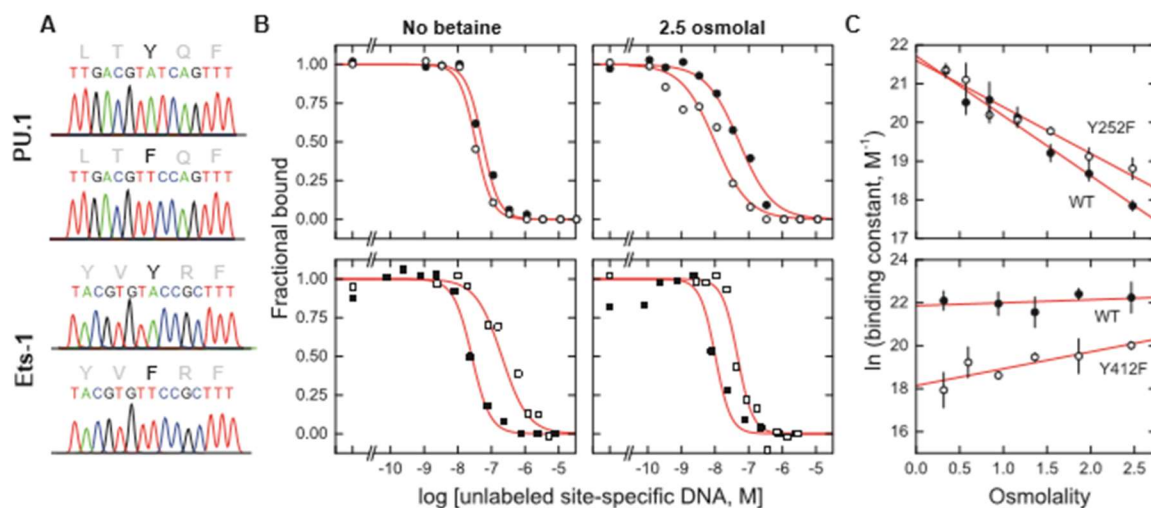 A
B
C
No betaine
2.5 osmolal
PU.1
L T Y Q F
TTGACGTATCAGTTT
L T F Q F
TTGACGTTCCAGTTT
Ets-1
Y V Y R F
TACGTGTACCGCTTT
Y V F R F
TACGTGTTCCGCTTT
Fractional bound
1.00
0.75
0.50
0.25
0.00
1.00
0.75
0.50
0.25
0.00
-10 -9 -8 -7 -6 -5
-10 -9 -8 -7 -6 -5
log [unlabeled site-specific DNA, M]
ln (binding constant, M⁻¹)
22
21
20
19
18
17
Y252F
WT
24
22
20
18
16
14
WT
Y412F
0.0 0.5 1.0 1.5 2.0 2.5
Osmolality